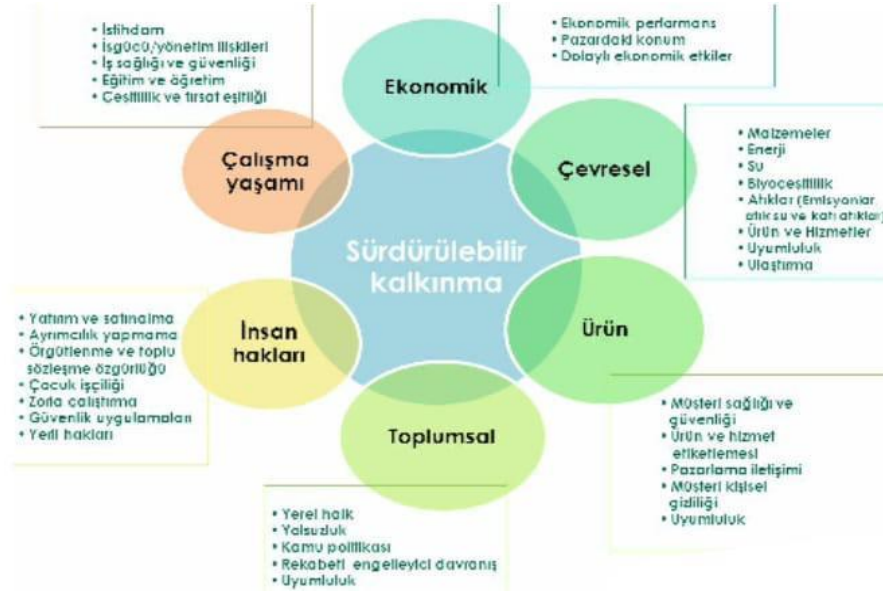 • İstihdam
• İşgücü/yönetim ilişkileri
• İş sağlığı ve güvenliği
• Eğitim ve öğretim
• Çeşitlilik ve fırsat eşitliği
• Ekonomik performans
• Pazardaki konum
• Dolaylı ekonomik etkiler
Ekonomik
Çalışma
yaşamı
Çevresel
• Malzemeler
• Enerji
• Su
• Biyoçeşitlilik
• Atıklar (Emisyonlar
atık su ve katı atıklar)
• Ürün ve Hizmetler
• Uyumluluk
• Ulaştırma
Sürdürülebilir
kalkınma
• Yatırım ve satınalma
• Ayrımcılık yapmama
• Örgütlenme ve toplu
sözleşme özgürlüğü
• Çacuk işçiliği
• Zorla çalıştırma
• Güvenlik uygulamaları
• Yerli hakları
İnsan
hakları
Ürün
Toplumsal
• Müşteri sağlığı ve
güvenliği
• Ürün ve hizmet
etiketlemesi
• Pazarlama iletişimi
• Müşteri kişisel
gizliliği
• Uyumluluk
• Yerel halk
• Yolsuzluk
• Kamu politikası
• Rekabeti engelleyici davranış
• Uyumluluk